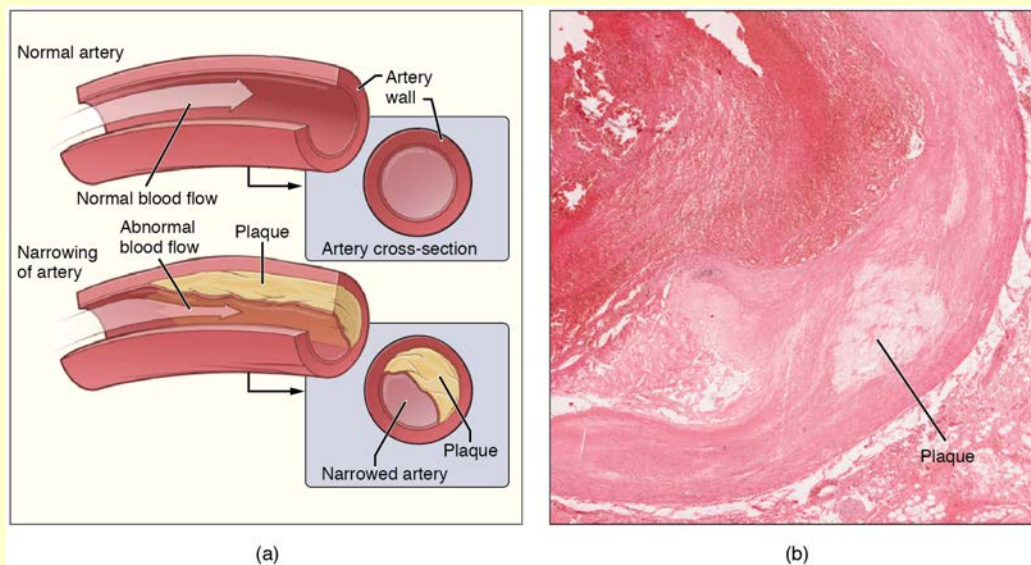 Normal artery
Artery
wall
Normal blood flow
Artery cross-section
Abnormal
blood flow
Plaque
Narrowing
of artery
Plaque
Narrowed artery
(a)
Plaque
(b)